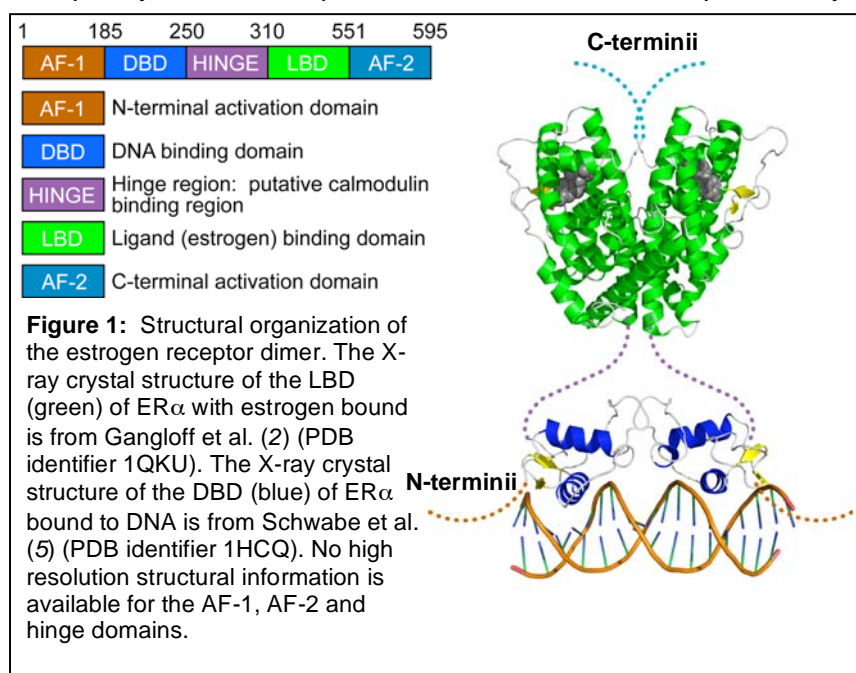 1 185 250 310 551 595
AF-1 DBD HINGE LBD AF-2
AF-1 N-terminal activation domain
DBD DNA binding domain
HINGE Hinge region: putative calmodulin
binding region
LBD Ligand (estrogen) binding domain
AF-2 C-terminal activation domain
Figure 1: Structural organization of
the estrogen receptor dimer. The X-
ray crystal structure of the LBD
(green) of ERα with estrogen bound
is from Gangloff et al. (2) (PDB
identifier 1QKU). The X-ray crystal
structure of the DBD (blue) of ERα
bound to DNA is from Schwabe et al.
(5) (PDB identifier 1HCQ). No high
resolution structural information is
available for the AF-1, AF-2 and
hinge domains.
C-terminii
N-terminii